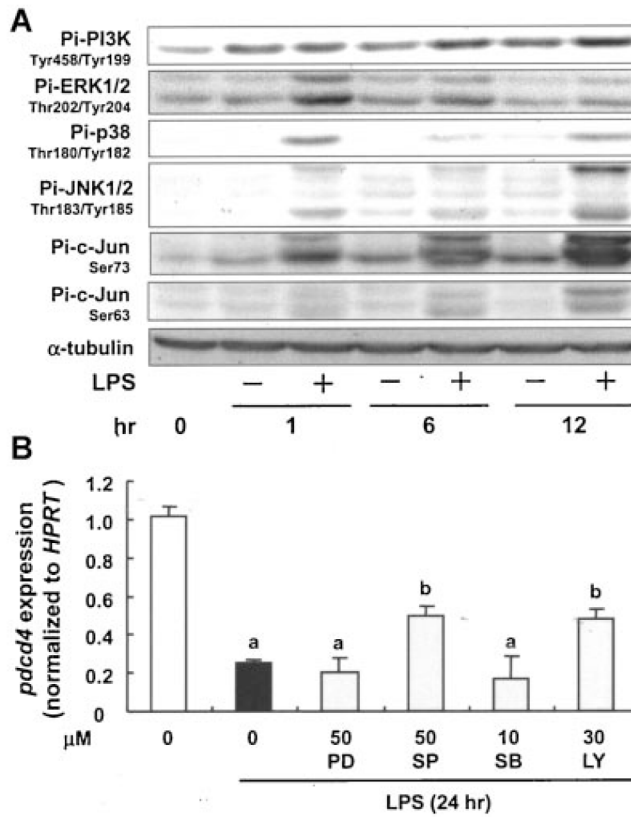 A
Pi-PI3K
Tyr458/Tyr199
Pi-ERK1/2
Thr202/Tyr204
Pi-p38
Thr180/Tyr182
Pi-JNK1/2
Thr183/Tyr185
Pi-c-Jun
Ser73
Pi-c-Jun
Ser63
α-tubulin
LPS − + − + − +
hr 0 1 6 12
B
pdcd4 expression
(normalized to HPRT)
1.2
1.0
0.8
0.6
0.4
0.2
0
a a b a b
μM 0 0 50 50 10 30
PD SP SB LY
LPS (24 hr)